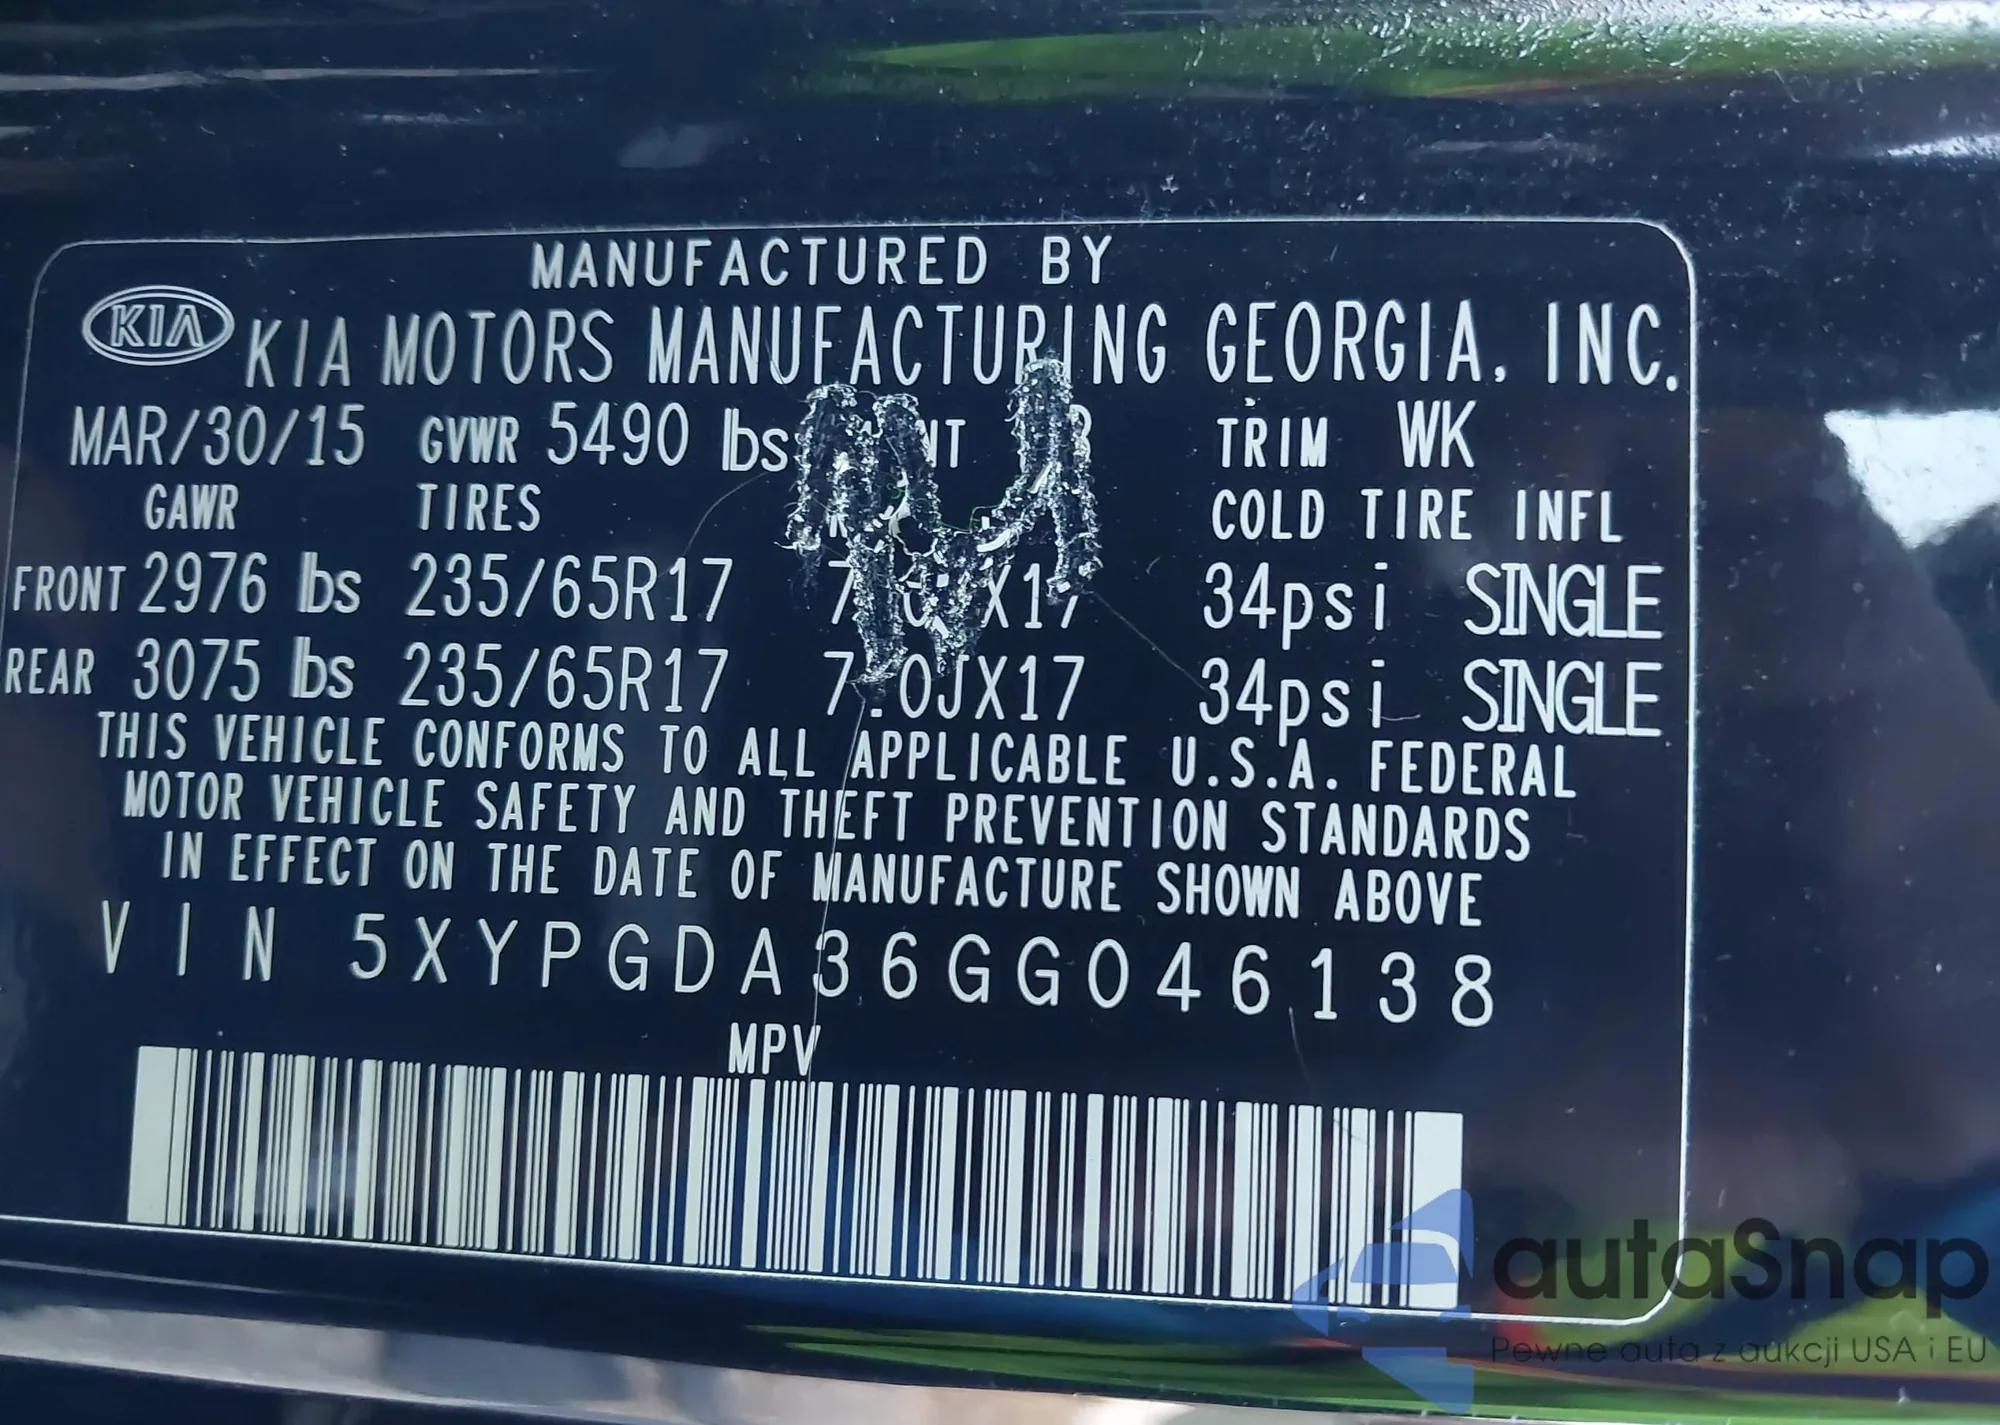 MANUFACTURED BY
KIA KIA MOTORS MANUFACTURING GEORGIA, INC.
MAR/30/15 GVWR 5490 lbs TRIM WK
GAWR TIRES COLD TIRE INFL
FRONT 2976 lbs 235/65R17 34psi SINGLE
REAR 3075 lbs 235/65R17 7.0JX17 34psi SINGLE
THIS VEHICLE CONFORMS TO ALL APPLICABLE U.S.A. FEDERAL
MOTOR VEHICLE SAFETY AND THEFT PREVENTION STANDARDS
IN EFFECT ON THE DATE OF MANUFACTURE SHOWN ABOVE
VIN 5XYPGDA36GG046138
MPV
autaSnap
Pewne auta z aukcji USA i EU